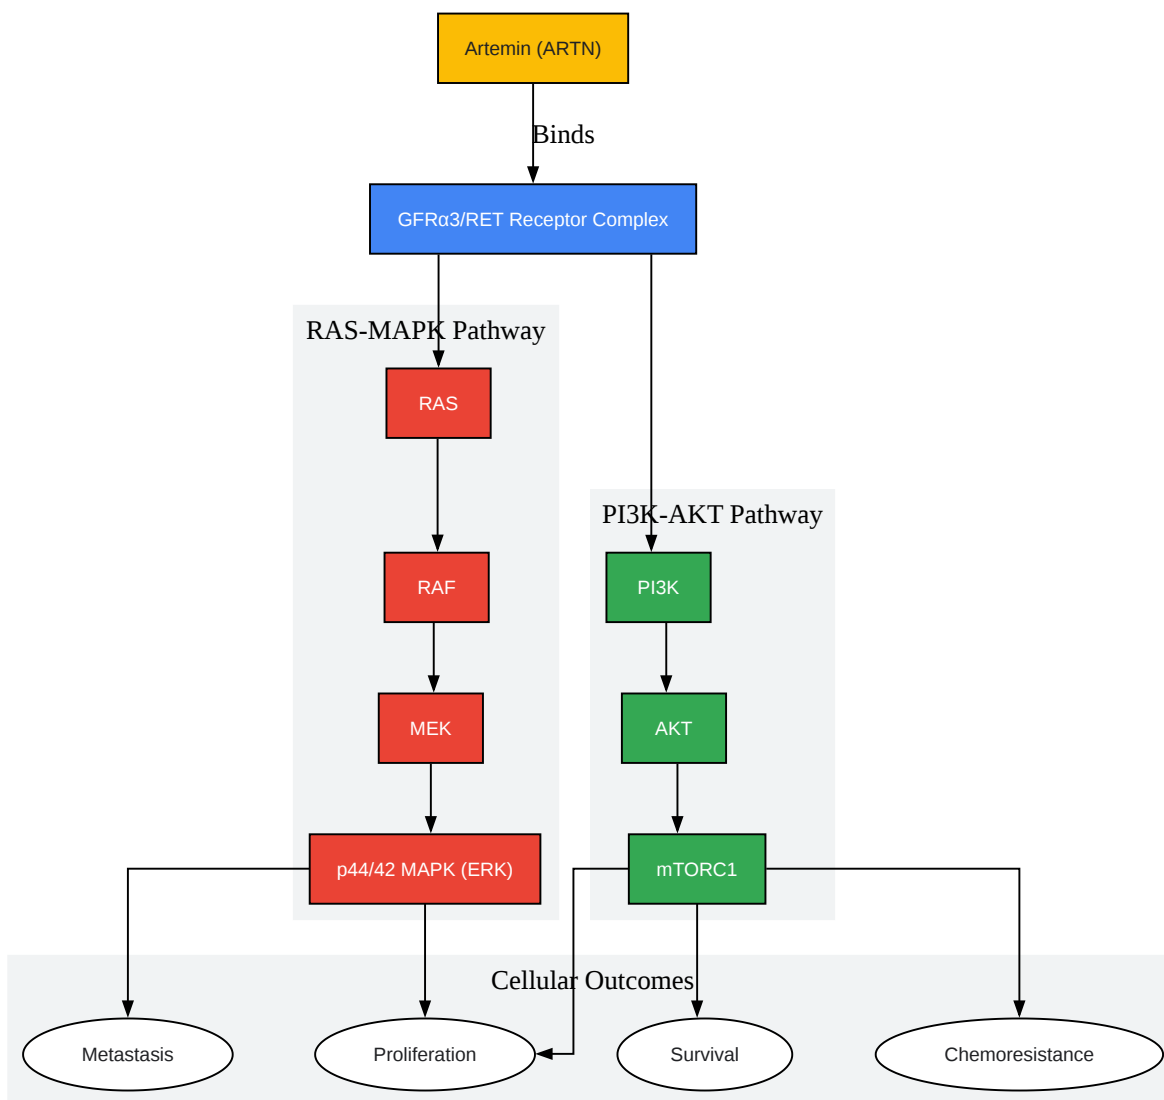 Artemin (ARTN)
Binds
GFRα3/RET Receptor Complex
RAS-MAPK Pathway
RAS
PI3K-AKT Pathway
RAF
PI3K
MEK
AKT
p44/42 MAPK (ERK)
mTORC1
Cellular Outcomes
Metastasis
Proliferation
Survival
Chemoresistance